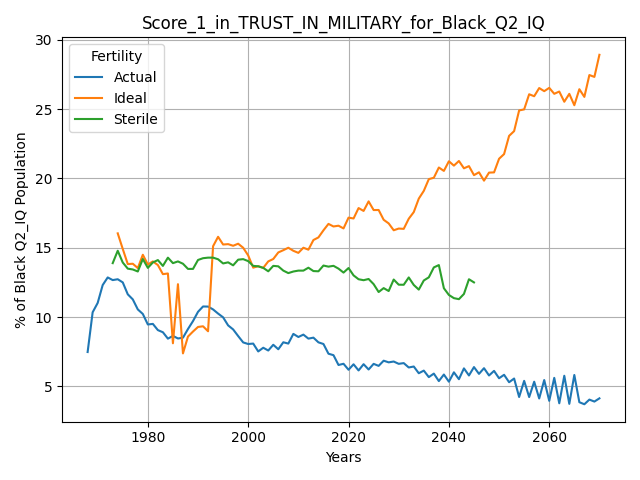 Score_1_in_TRUST_IN_MILITARY_for_Black_Q2_IQ
30
25
20
15
10
5
% of Black Q2_IQ Population
Fertility
Actual
Ideal
Sterile
1980
2000
2020
2040
2060
Years